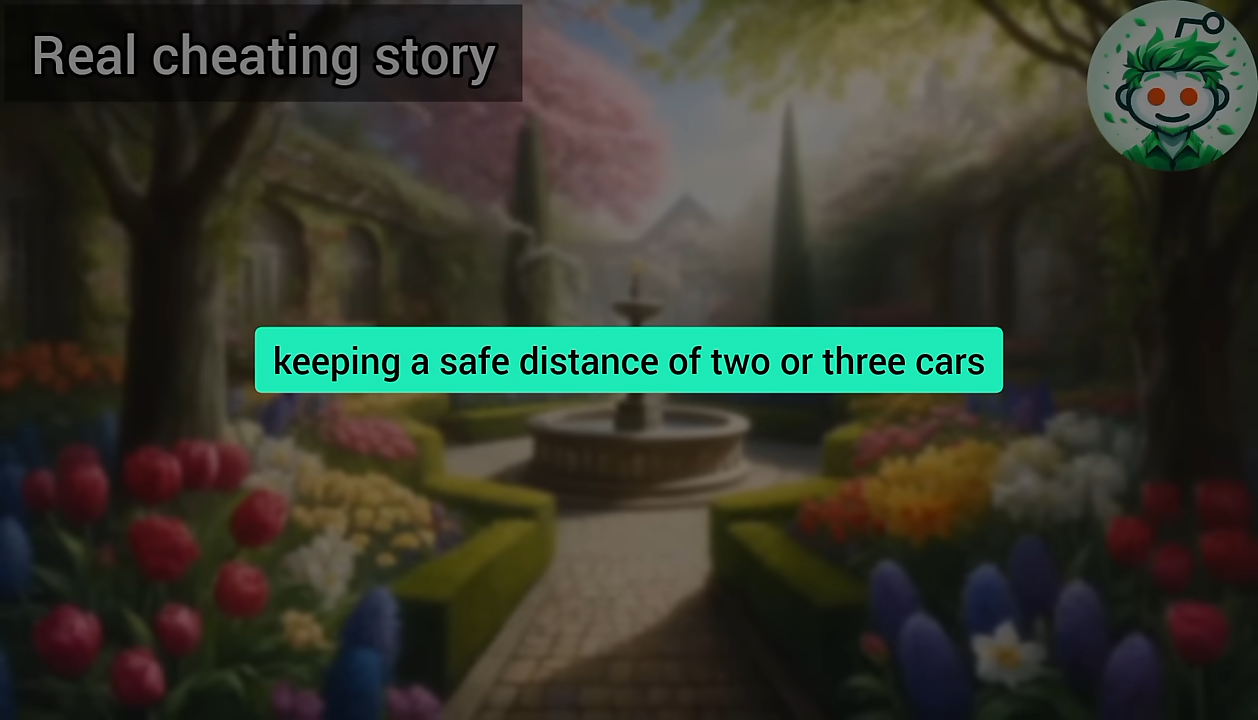 Real cheating story
keeping a safe distance of two or three cars